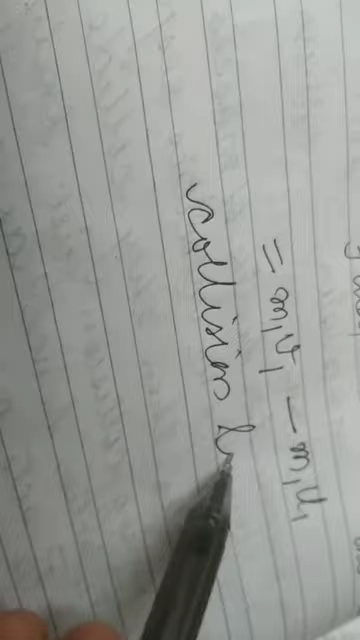 = m₁v₁ – m₁u₁
collision